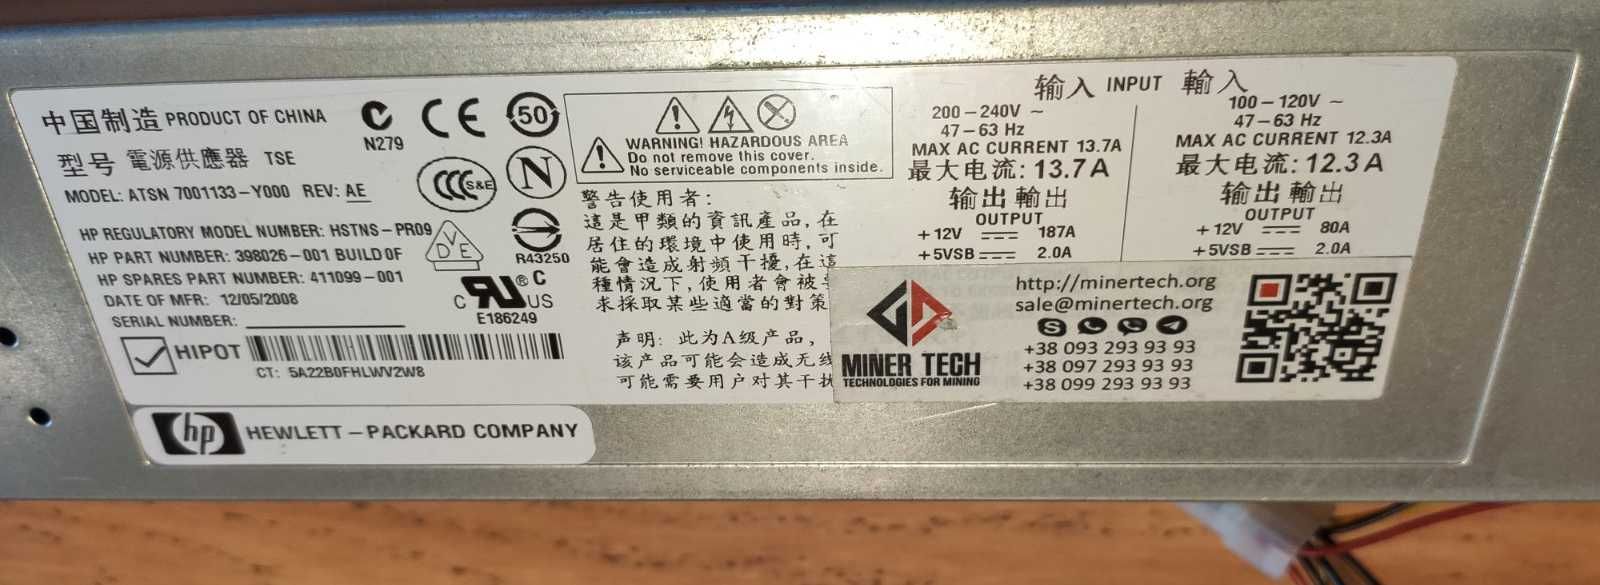 中国制造 PRODUCT OF CHINA
型号 電源供應器 TSE
MODEL: ATSN 7001133-Y000 REV: AE
HP REGULATORY MODEL NUMBER: HSTNS-PR09
HP PART NUMBER: 398026-001 BUILD 0F
HP SPARES PART NUMBER: 411099-001
DATE OF MFR: 12/05/2008
SERIAL NUMBER:
HIPOT
CT: 5A22B0FHLWV2W8
hp HEWLETT-PACKARD COMPANY
N279
CE
50
CCC S&E
N
VDE
R43250
C UR ® C US
E186249
WARNING! HAZARDOUS AREA
Do not remove this cover.
No serviceable components inside.
警告使用者:
這是甲類的資訊產品,在
居住的環境中使用時,可
能會造成射頻干擾,在這
種情況下,使用者會被
求採取某些適當的對策
声明: 此为A级产品,
该产品可能会造成无线
可能需要用户对其干扰
输入 INPUT 輸入
200-240V ~
47-63 Hz
MAX AC CURRENT 13.7A
最大电流: 13.7A
输出輸出
OUTPUT
+12V 187A
+5VSB 2.0A
100-120V ~
47-63 Hz
MAX AC CURRENT 12.3A
最大电流: 12.3A
输出輸出
OUTPUT
+12V 80A
+5VSB 2.0A
MINER TECH
TECHNOLOGIES FOR MINING
http://minertech.org
sale@minertech.org
+38 093 293 93 93
+38 097 293 93 93
+38 099 293 93 93